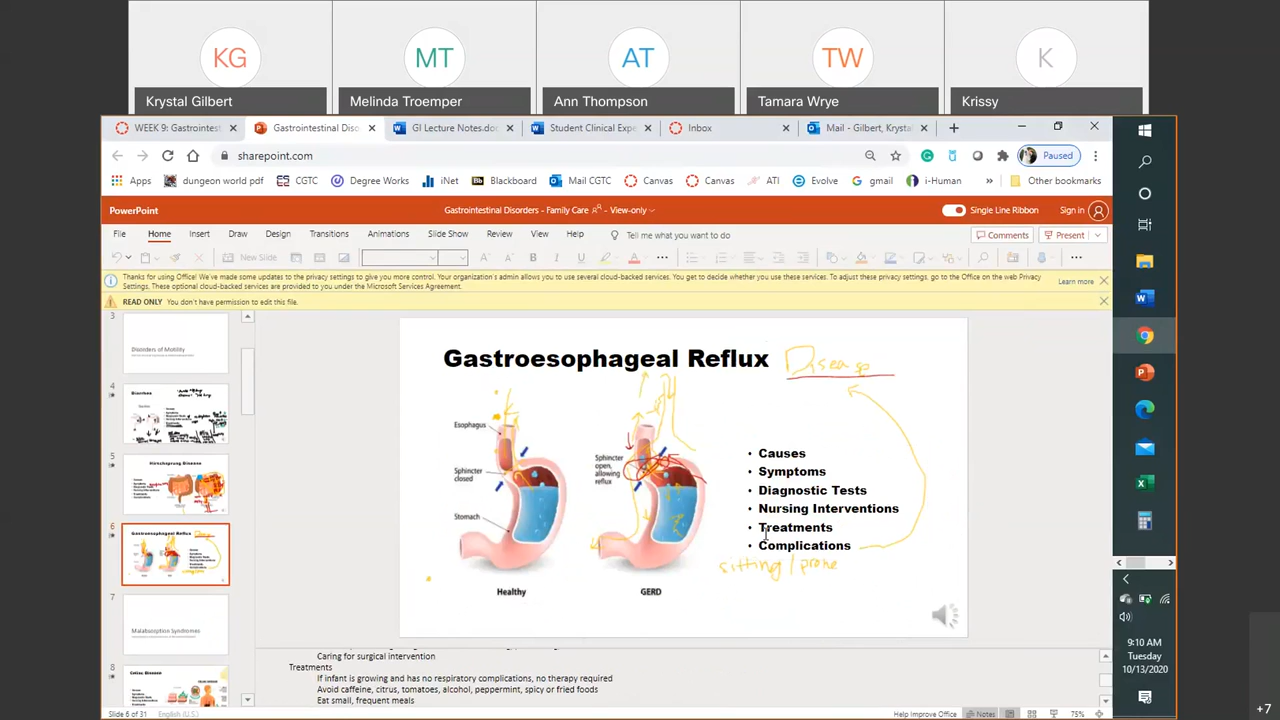 KG
MT
AT
TW
K
Krystal Gilbert
Melinda Troemper
Ann Thompson
Tamara Wrye
Krissy
WEEK 9: Gastrointest
Gastrointestinal Diso
GI Lecture Notes.doc
Student Clinical Expe
Inbox
Mail - Gilbert, Krysta
sharepoint.com
Paused
Apps
dungeon world pdf
CGTC
Degree Works
iNet
Bb
Blackboard
Mail CGTC
Canvas
Canvas
ATI
Evolve
gmail
i-Human
»
Other bookmarks
PowerPoint
Gastrointestinal Disorders - Family Care
- View-only
Single Line Ribbon
Sign in
File
Home
Insert
Draw
Design
Transitions
Animations
Slide Show
Review
View
Help
Tell me what you want to do
Comments
Present
New Slide
B
I
U
Thanks for using Office! We've made some updates to the privacy settings to give you more control. Your organization's admin allows you to use several cloud-backed services. You get to decide whether you use these services. To adjust these privacy settings, go to the Office on the web Privacy
Settings. These optional cloud-backed services are provided to you under the Microsoft Services Agreement.
Learn more
READ ONLY You don't have permission to edit this file.
3
Disorders of Motility
4
Diarrhea
5
Hirschsprung Disease
6
Gastroesophageal Reflux
7
Malabsorption Syndromes
8
Celiac Disease
Gastroesophageal Reflux Disease
Esophagus
Sphincter
closed
Stomach
Healthy
Sphincter
open,
allowing
reflux
GERD
• Causes
• Symptoms
• Diagnostic Tests
• Nursing Interventions
• Treatments
• Complications
sitting / prone
Caring for surgical intervention
Treatments
If infant is growing and has no respiratory complications, no therapy required
Avoid caffeine, citrus, tomatoes, alcohol, peppermint, spicy or fried foods
Eat small, frequent meals
Slide 6 of 31
English (U.S.)
Help Improve Office
Notes
75%
9:10 AM
Tuesday
10/13/2020
+7